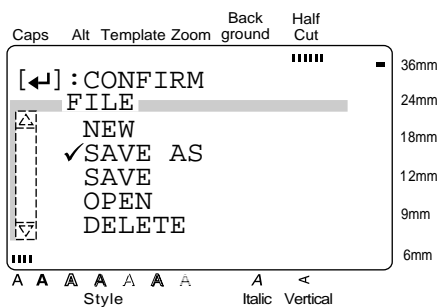 Caps Alt Template Zoom Back ground Half Cut
[↵]:CONFIRM
FILE
NEW
✓SAVE AS
SAVE
OPEN
DELETE
36mm
24mm
18mm
12mm
9mm
6mm
A A A A A A A A A
Style Italic Vertical